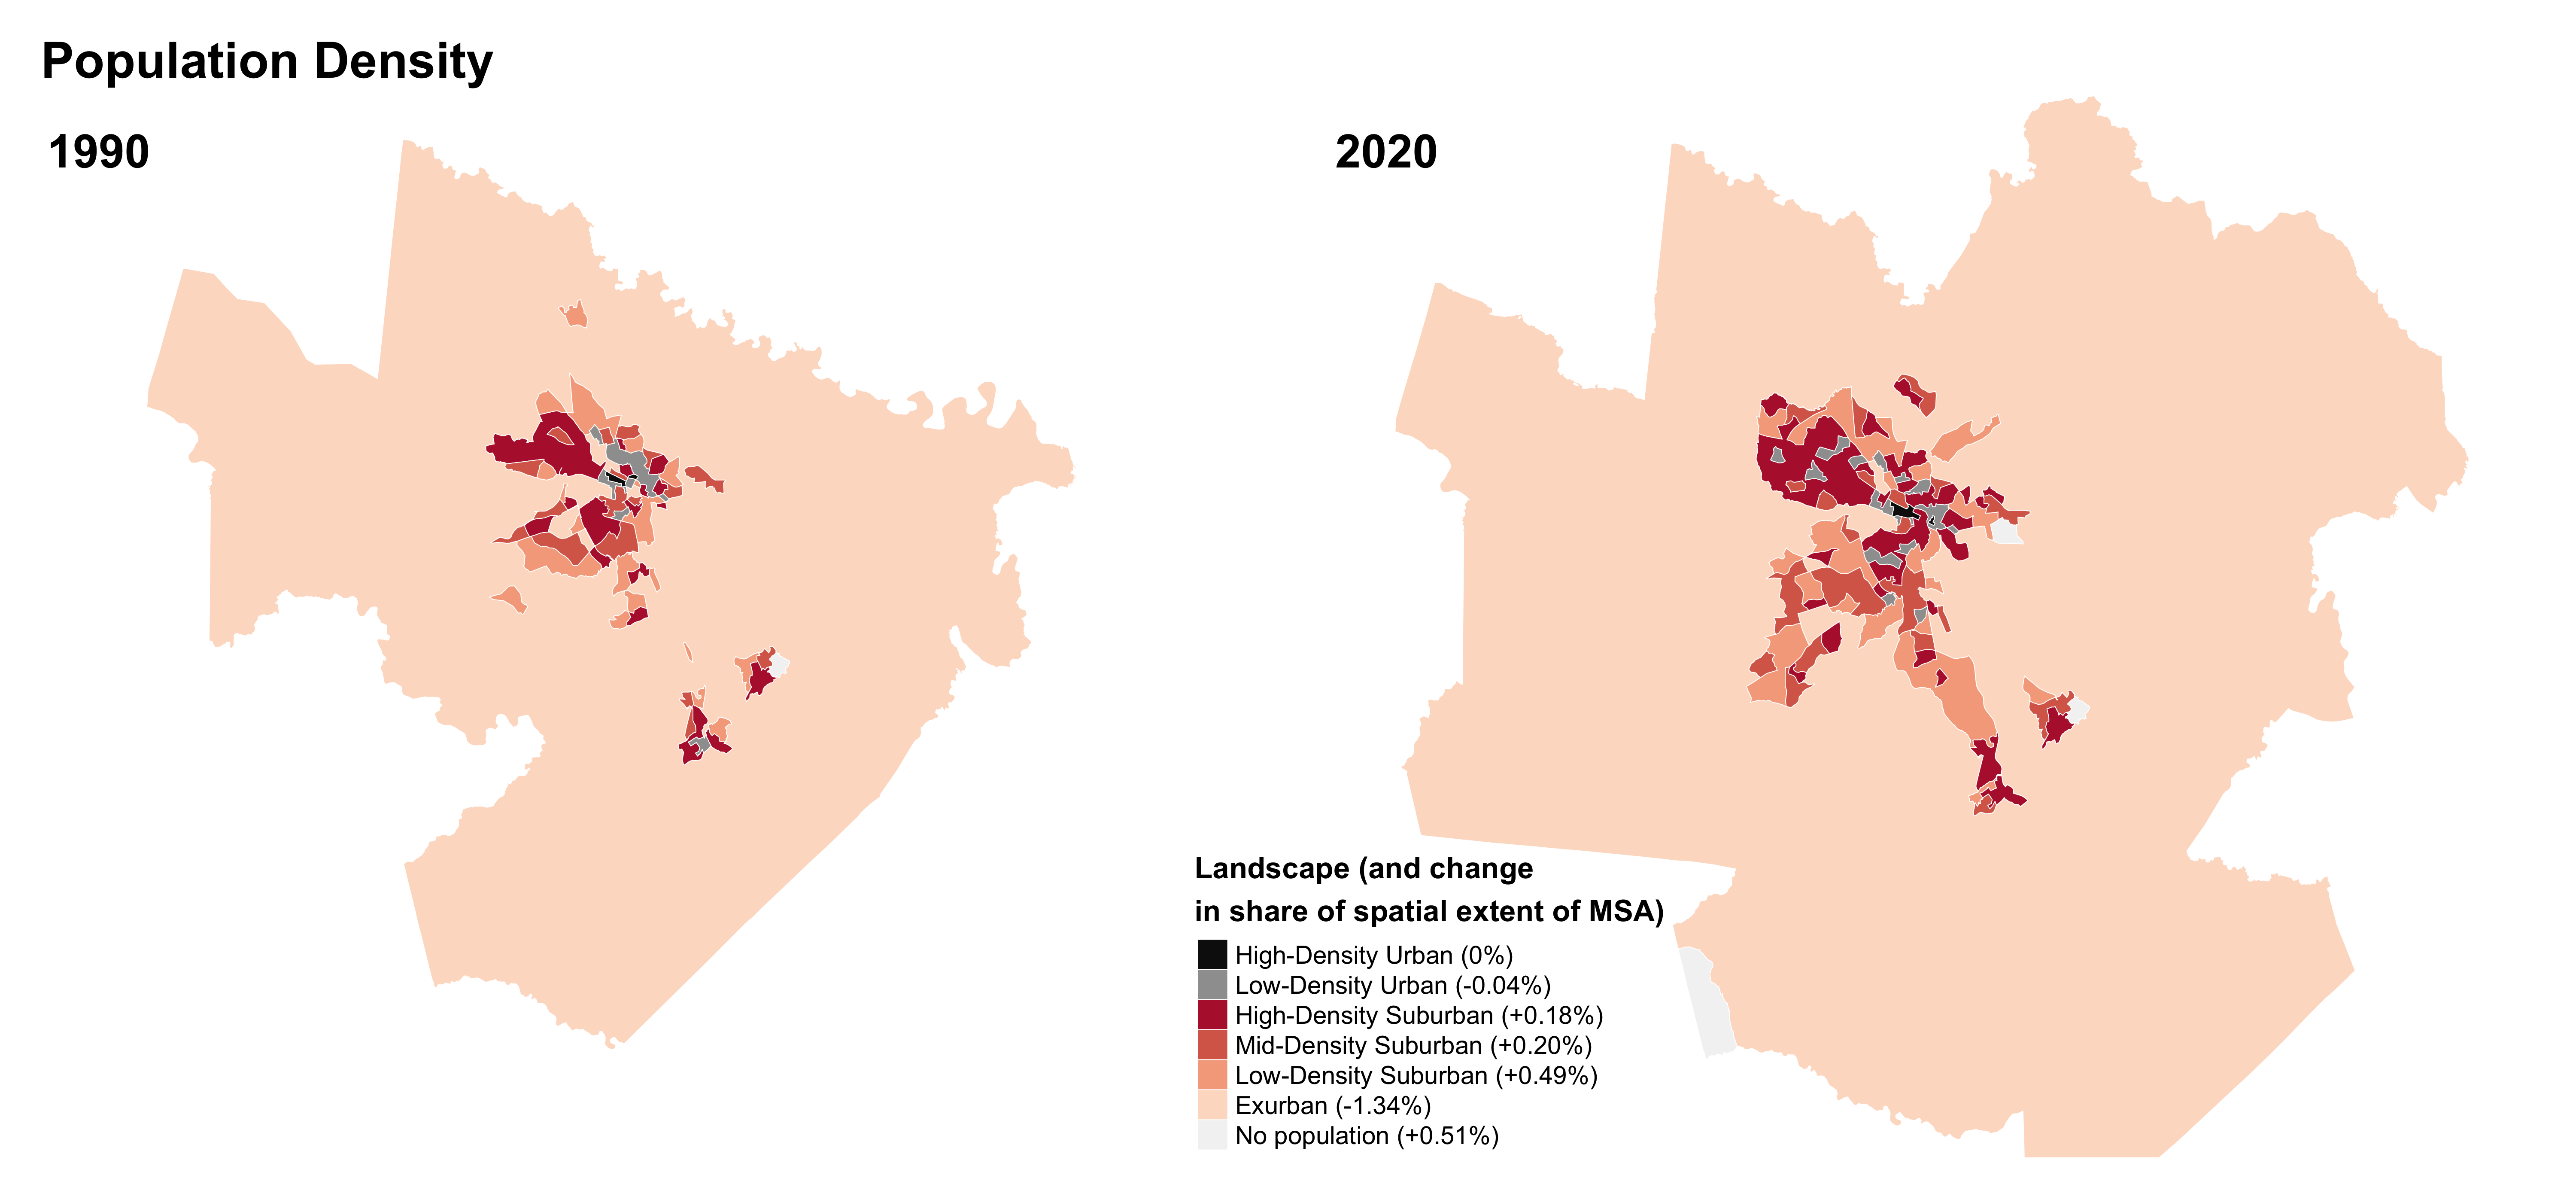 Population Density
1990
2020
Landscape (and change
in share of spatial extent of MSA)
High-Density Urban (0%)
Low-Density Urban (-0.04%)
High-Density Suburban (+0.18%)
Mid-Density Suburban (+0.20%)
Low-Density Suburban (+0.49%)
Exurban (-1.34%)
No population (+0.51%)